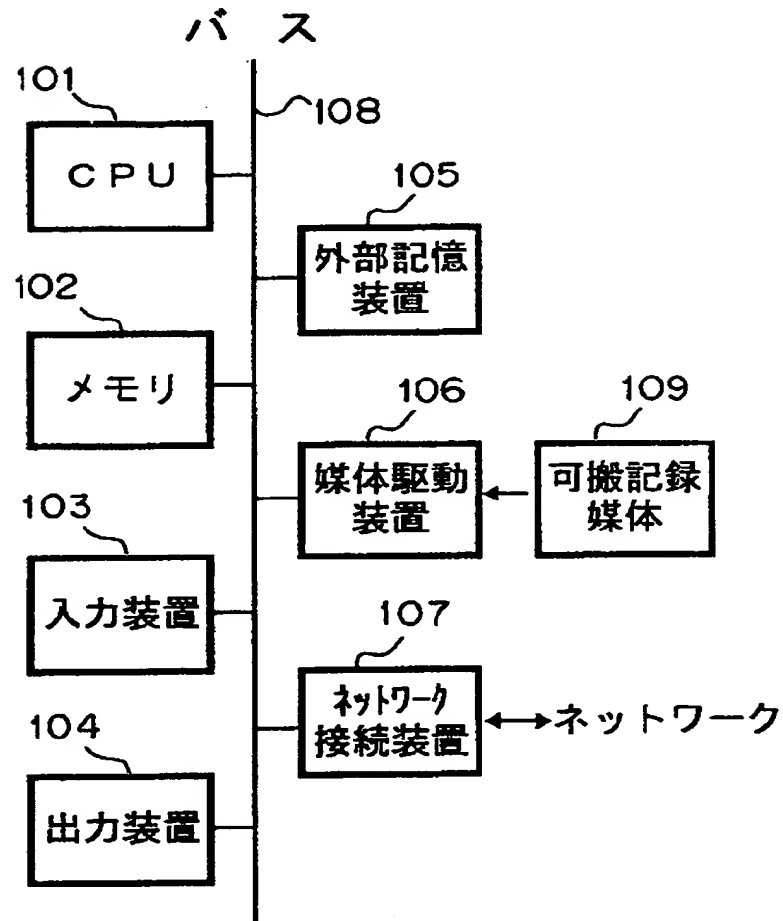 バス
101
108
CPU
105
外部記憶
装置
102
メモリ
106
109
媒体駆動
装置
可搬記録
媒体
103
入力装置
107
ネットワーク
接続装置
ネットワーク
104
出力装置